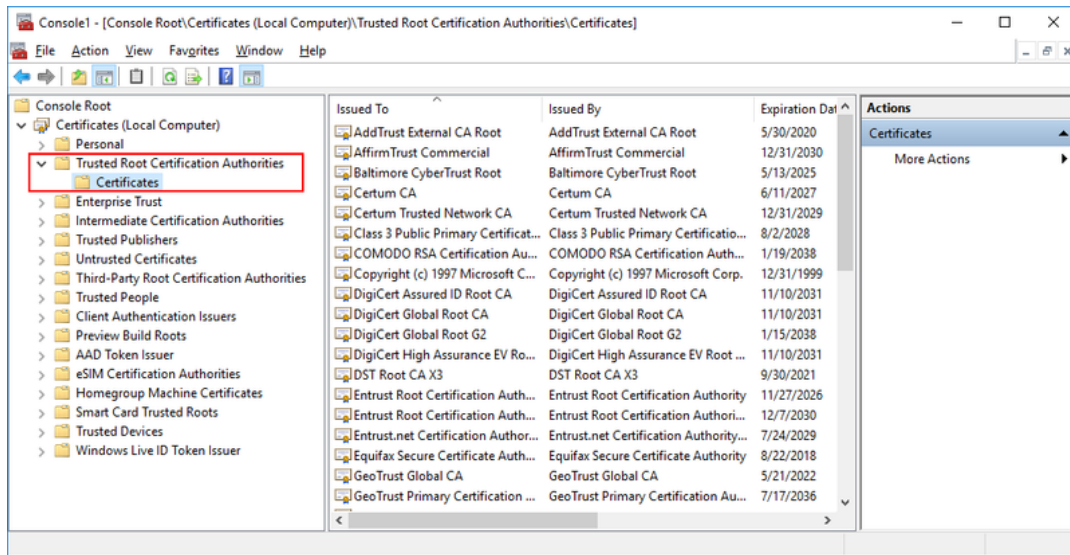 Console1 - [Console Root\Certificates (Local Computer)\Trusted Root Certification Authorities\Certificates]
File Action View Favorites Window Help
Console Root
Certificates (Local Computer)
Personal
Trusted Root Certification Authorities
Certificates
Enterprise Trust
Intermediate Certification Authorities
Trusted Publishers
Untrusted Certificates
Third-Party Root Certification Authorities
Trusted People
Client Authentication Issuers
Preview Build Roots
AAD Token Issuer
eSIM Certification Authorities
Homegroup Machine Certificates
Smart Card Trusted Roots
Trusted Devices
Windows Live ID Token Issuer
Issued To Issued By Expiration Dat
AddTrust External CA Root AddTrust External CA Root 5/30/2020
AffirmTrust Commercial AffirmTrust Commercial 12/31/2030
Baltimore CyberTrust Root Baltimore CyberTrust Root 5/13/2025
Certum CA Certum CA 6/11/2027
Certum Trusted Network CA Certum Trusted Network CA 12/31/2029
Class 3 Public Primary Certificat... Class 3 Public Primary Certificatio... 8/2/2028
COMODO RSA Certification Au... COMODO RSA Certification Auth... 1/19/2038
Copyright (c) 1997 Microsoft C... Copyright (c) 1997 Microsoft Corp. 12/31/1999
DigiCert Assured ID Root CA DigiCert Assured ID Root CA 11/10/2031
DigiCert Global Root CA DigiCert Global Root CA 11/10/2031
DigiCert Global Root G2 DigiCert Global Root G2 1/15/2038
DigiCert High Assurance EV Ro... DigiCert High Assurance EV Root ... 11/10/2031
DST Root CA X3 DST Root CA X3 9/30/2021
Entrust Root Certification Auth... Entrust Root Certification Authority 11/27/2026
Entrust Root Certification Auth... Entrust Root Certification Authori... 12/7/2030
Entrust.net Certification Author... Entrust.net Certification Authority... 7/24/2029
Equifax Secure Certificate Auth... Equifax Secure Certificate Authority 8/22/2018
GeoTrust Global CA GeoTrust Global CA 5/21/2022
GeoTrust Primary Certification ... GeoTrust Primary Certification Au... 7/17/2036
Actions
Certificates
More Actions